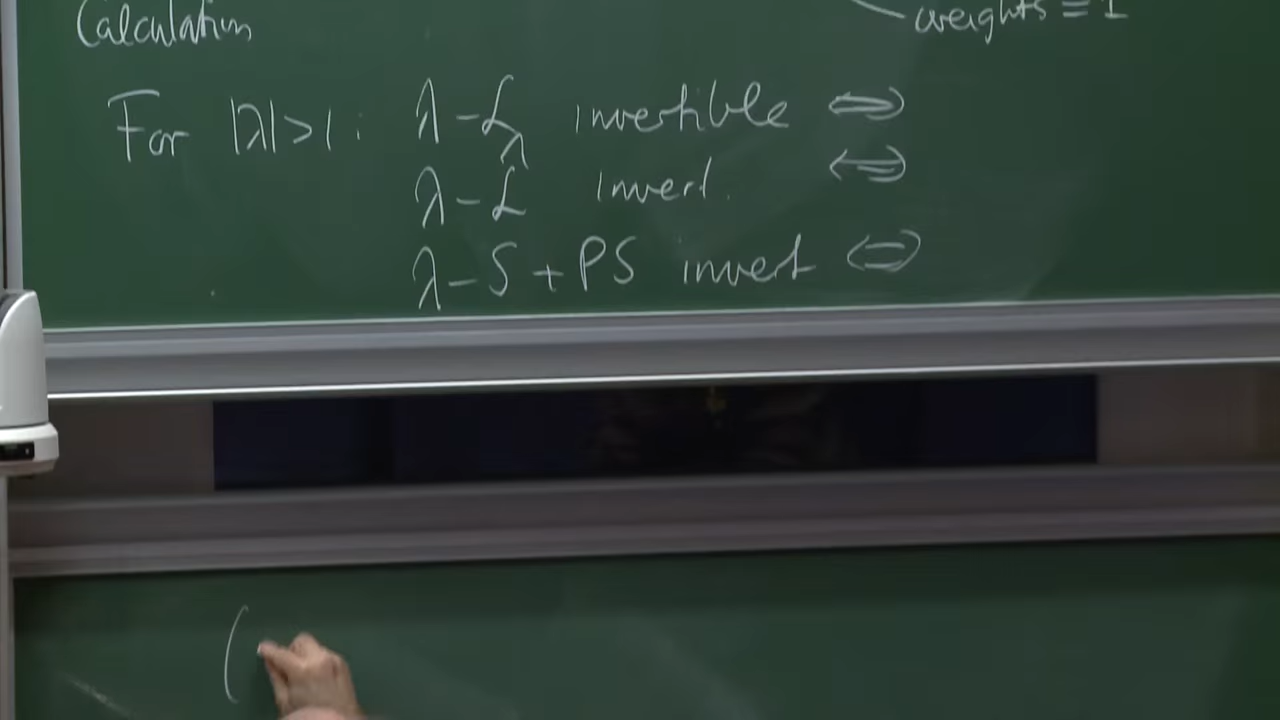 Calculation
weights ≡ 1
For |λ|>1: λ-ℒ_λ invertible ⇔
λ-ℒ invert. ⇔
λ-S+PS invert ⇔
(